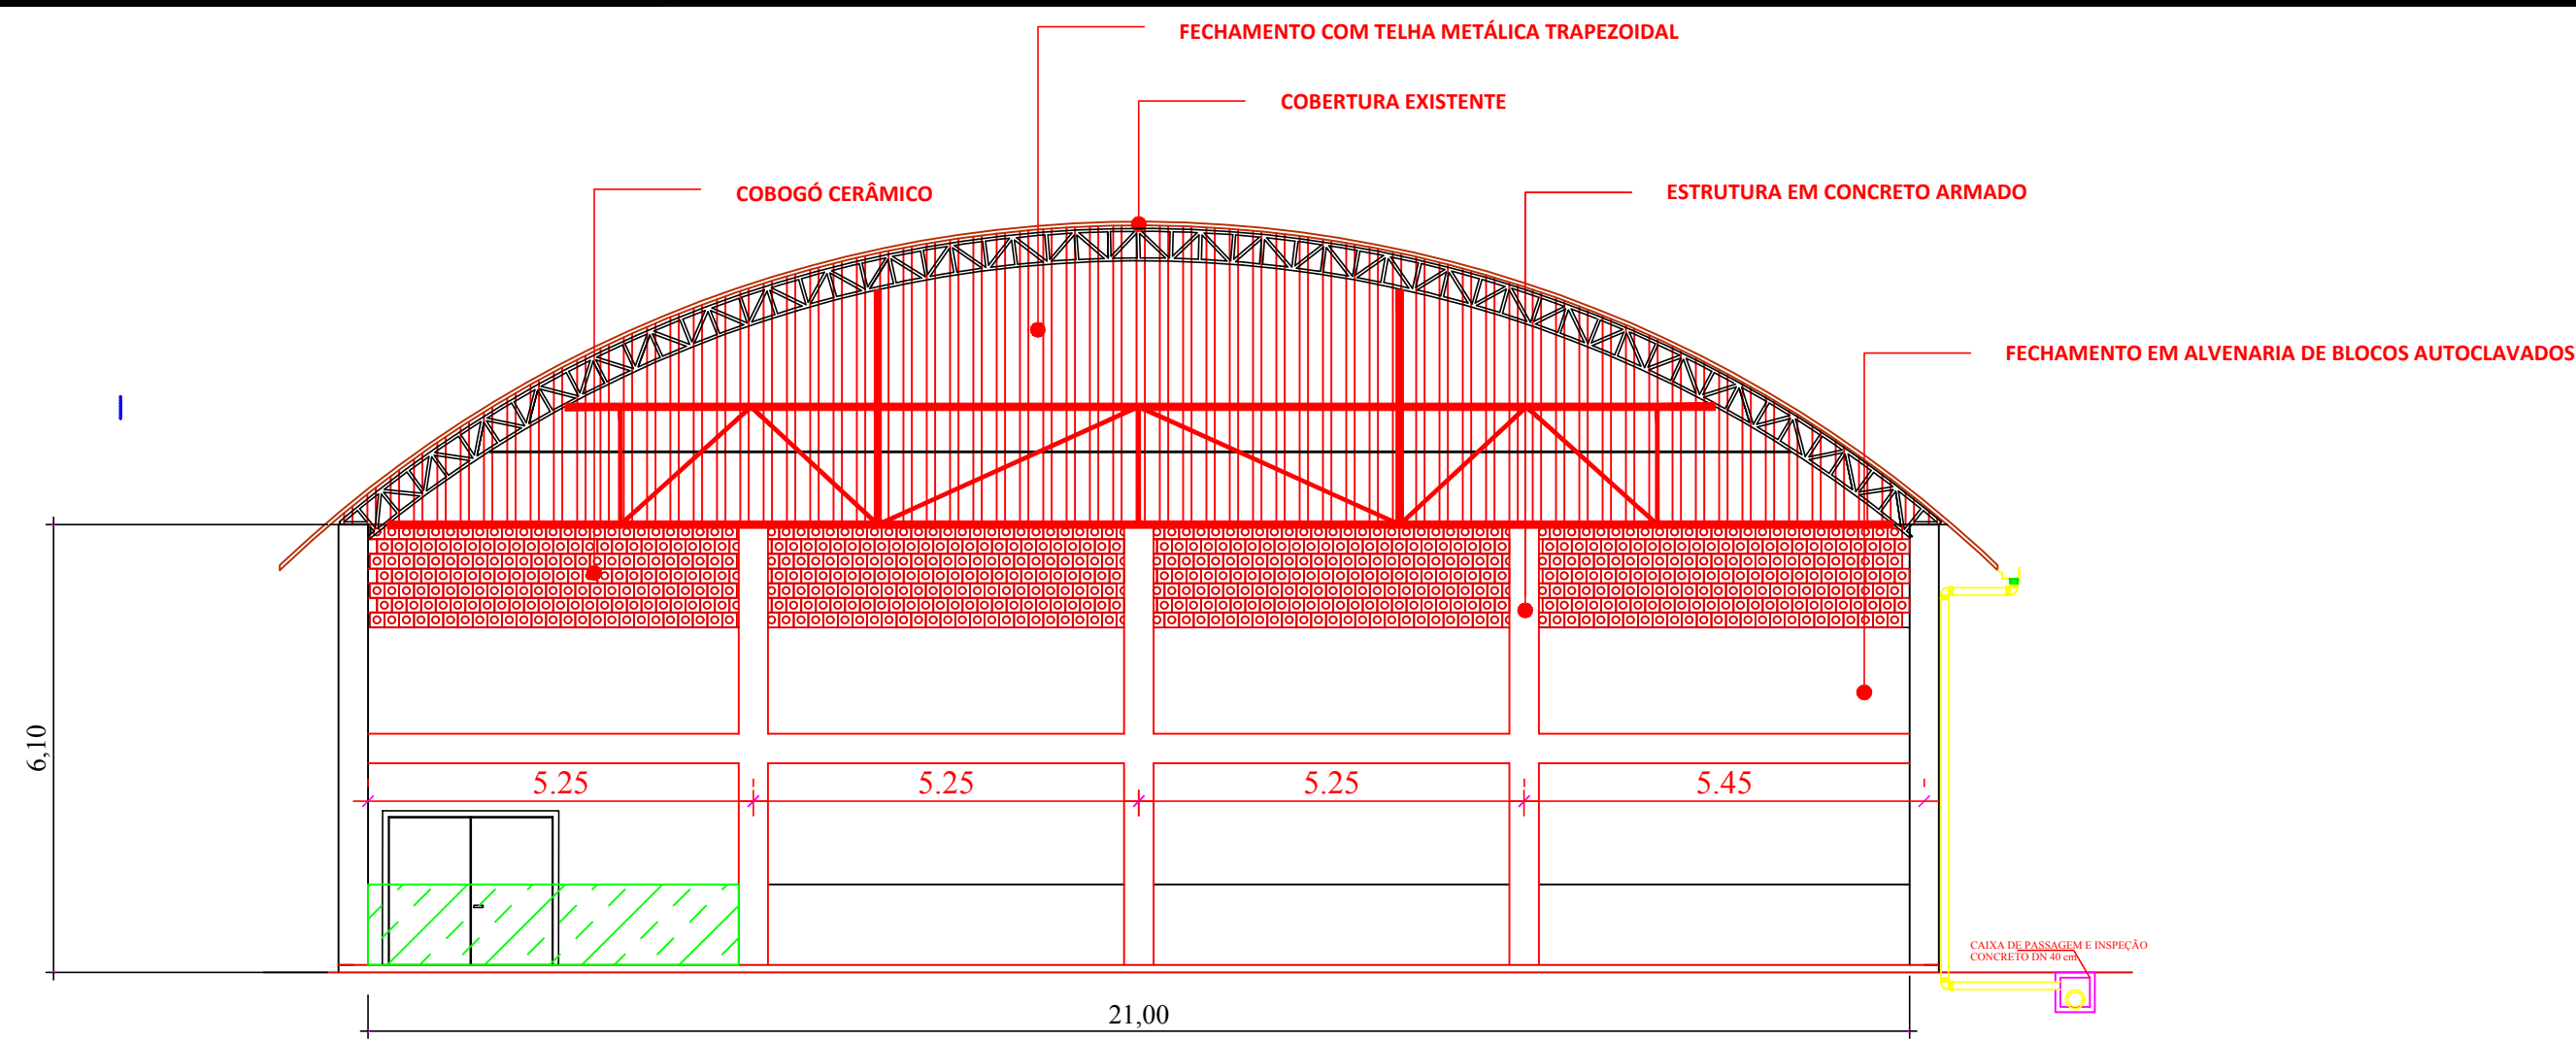 FECHAMENTO COM TELHA METÁLICA TRAPEZOIDAL
COBERTURA EXISTENTE
COBOGÓ CERÂMICO
ESTRUTURA EM CONCRETO ARMADO
FECHAMENTO EM ALVENARIA DE BLOCOS AUTOCLAVADOS
6,10
5.25
5.25
5.25
5.45
CAIXA DE PASSAGEM E INSPEÇÃO
CONCRETO DN 40 cm
21,00